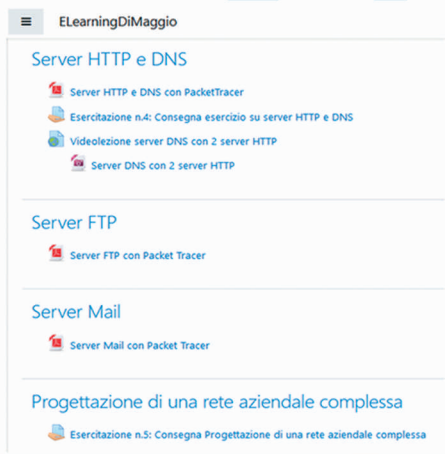 ELearningDiMaggio
Server HTTP e DNS
Server HTTP e DNS con PacketTracer
Esercitazione n.4: Consegna esercizio su server HTTP e DNS
Videolezione server DNS con 2 server HTTP
Server DNS con 2 server HTTP
Server FTP
Server FTP con Packet Tracer
Server Mail
Server Mail con Packet Tracer
Progettazione di una rete aziendale complessa
Esercitazione n.5: Consegna Progettazione di una rete aziendale complessa